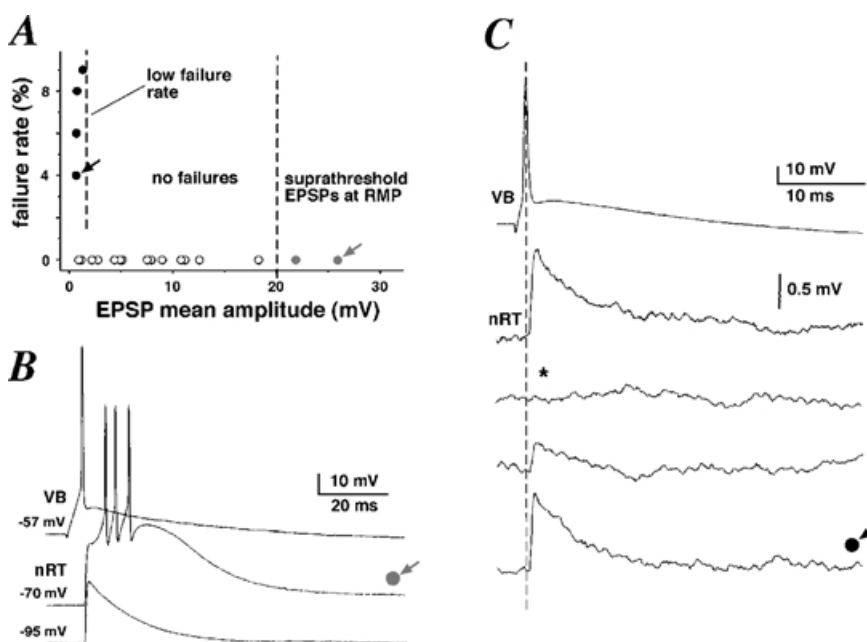 A
failure rate (%)
8
4
0
low failure
rate
no failures
suprathreshold
EPSPs at RMP
0
10
20
30
EPSP mean amplitude (mV)
B
VB
-57 mV
nRT
-70 mV
-95 mV
10 mV
20 ms
C
VB
10 mV
10 ms
nRT
0.5 mV
*